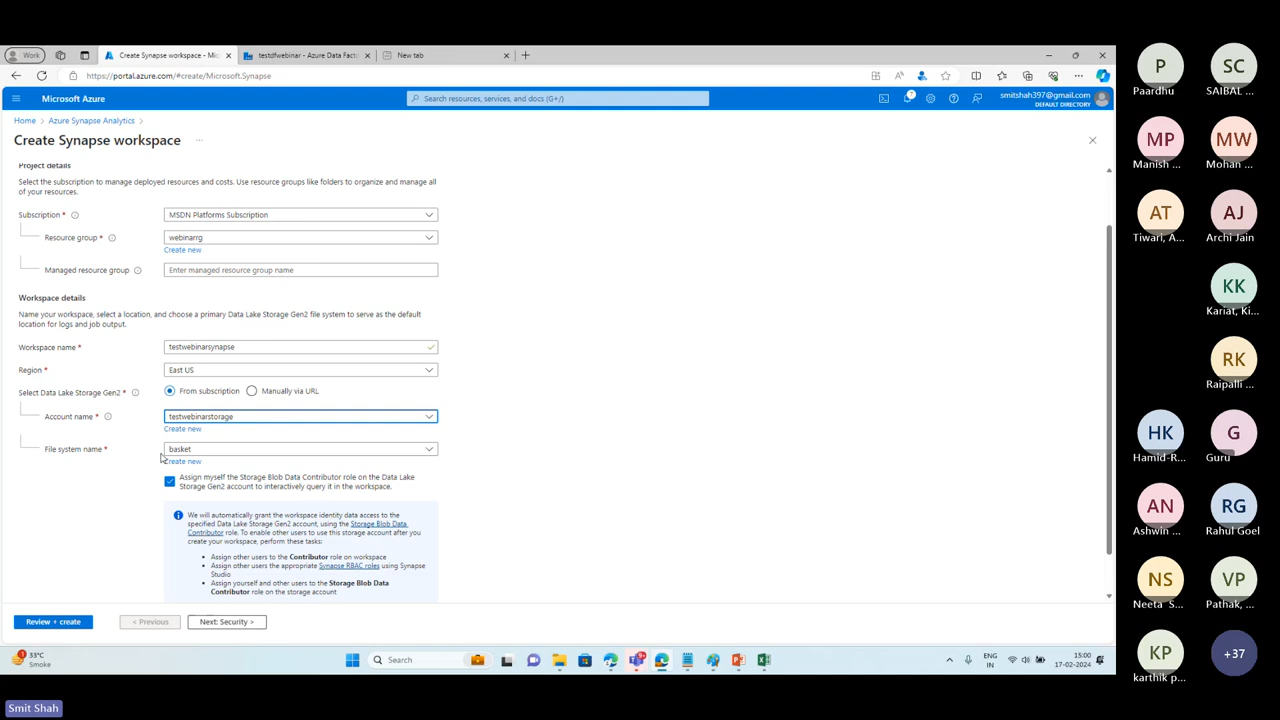 Work
Create Synapse workspace - Mi
testdfwebinar - Azure Data Fact
New tab
https://portal.azure.com/#create/Microsoft.Synapse
Microsoft Azure
Search resources, services, and docs (G+/)
7
smitshah397@gmail.com
DEFAULT DIRECTORY
Home > Azure Synapse Analytics >
Create Synapse workspace ...
Project details
Select the subscription to manage deployed resources and costs. Use resource groups like folders to organize and manage all
of your resources.
Subscription *
MSDN Platforms Subscription
Resource group *
webinarrg
Create new
Managed resource group
Enter managed resource group name
Workspace details
Name your workspace, select a location, and choose a primary Data Lake Storage Gen2 file system to serve as the default
location for logs and job output.
Workspace name *
testwebinarsynapse
Region *
East US
Select Data Lake Storage Gen2 *
From subscription
Manually via URL
Account name *
testwebinarstorage
Create new
File system name *
basket
Create new
Assign myself the Storage Blob Data Contributor role on the Data Lake
Storage Gen2 account to interactively query it in the workspace.
We will automatically grant the workspace identity data access to the
specified Data Lake Storage Gen2 account, using the Storage Blob Data
Contributor role. To enable other users to use this storage account after you
create your workspace, perform these tasks:
• Assign other users to the Contributor role on workspace
• Assign other users the appropriate Synapse RBAC roles using Synapse
Studio
• Assign yourself and other users to the Storage Blob Data
Contributor role on the storage account
Review + create
< Previous
Next: Security >
33°C
Smoke
Search
ENG
IN
15:00
17-02-2024
P
Paardhu
SC
SAIBAL ...
MP
Manish ...
MW
Mohan ...
AT
Tiwari, A...
AJ
Archi Jain
KK
Kariat, Ki...
RK
Raipalli ...
HK
Hamid-R...
G
Guru
AN
Ashwin ...
RG
Rahul Goel
NS
Neeta S...
VP
Pathak, ...
KP
karthik p...
+37
Smit Shah